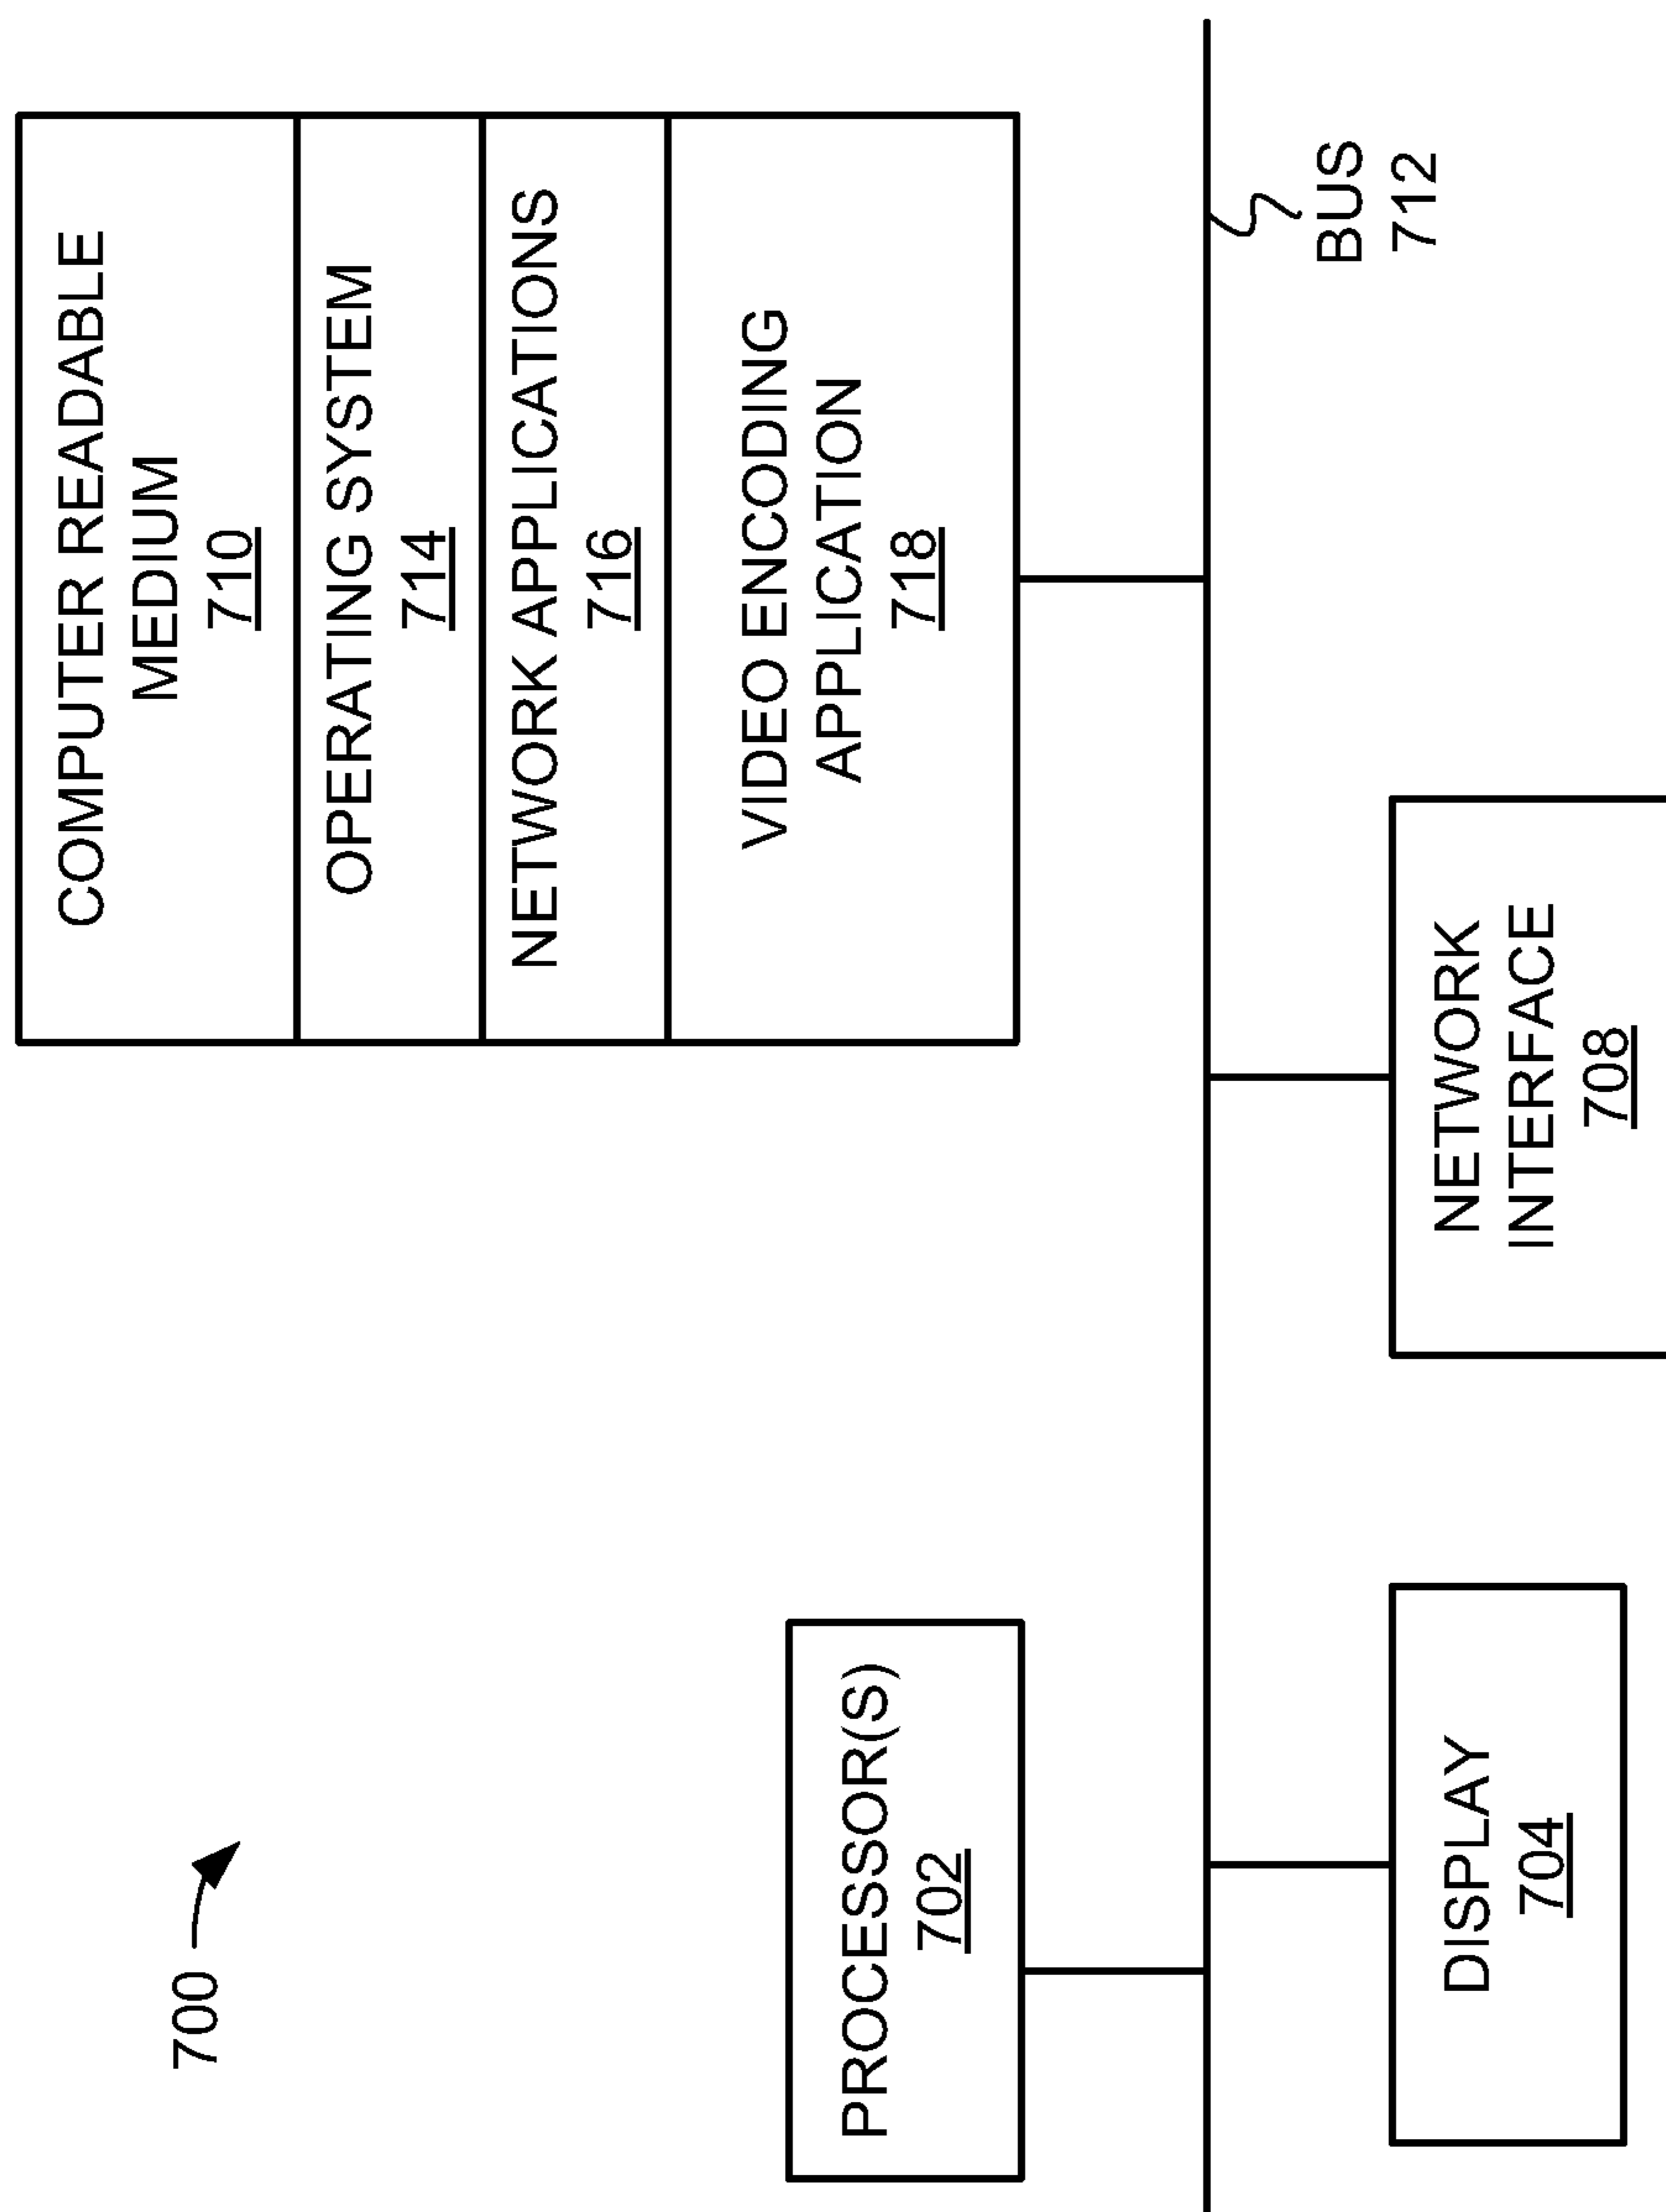 700
COMPUTER READABLE
MEDIUM
710
OPERATING SYSTEM
714
NETWORK APPLICATIONS
716
VIDEO ENCODING
APPLICATION
718
PROCESSOR(S)
702
BUS
712
DISPLAY
704
NETWORK
INTERFACE
708